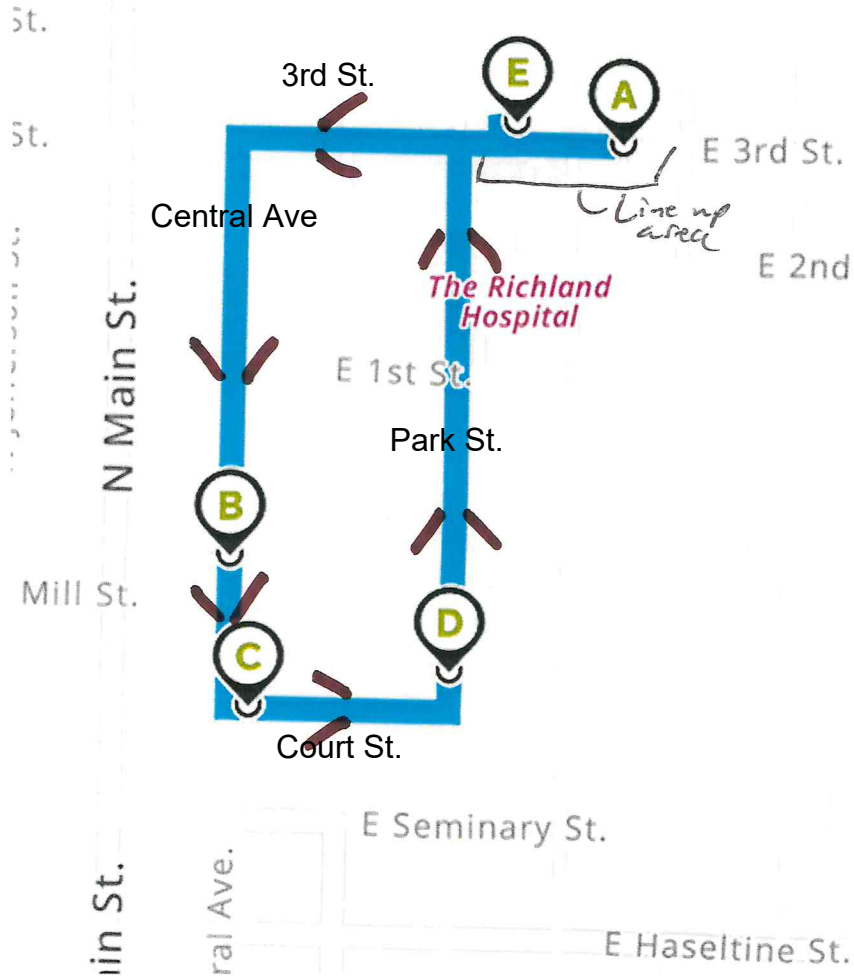 St.
3rd St.
E
A
St.
E 3rd St.
Line up
area
Central Ave
E 2nd
The Richland
Hospital
N Main St.
E 1st St.
Park St.
B
Mill St.
D
C
Court St.
E Seminary St.
ain St.
ral Ave.
E Haseltine St.